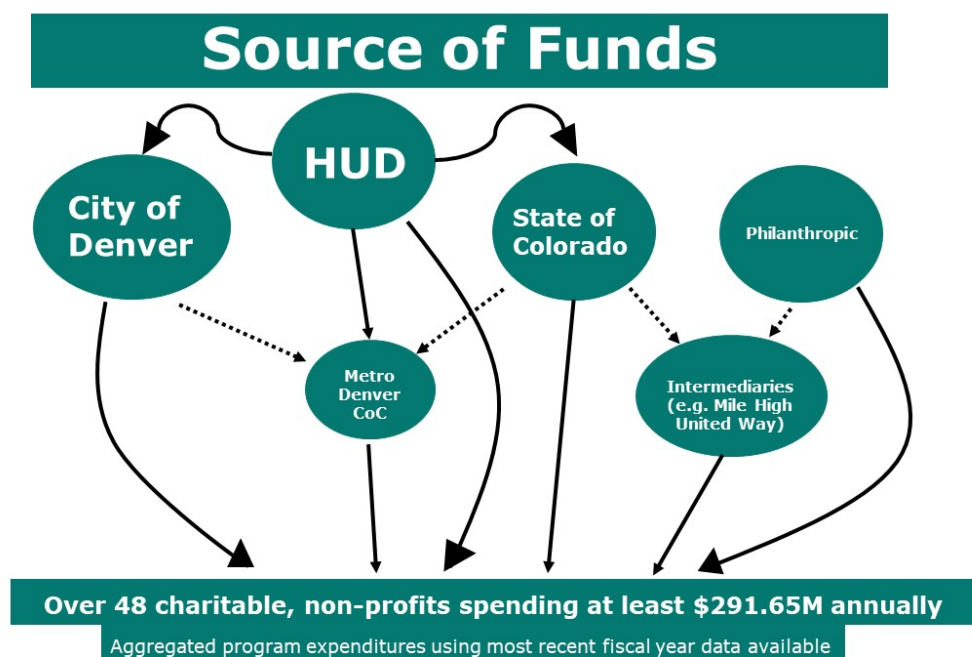 Source of Funds
HUD
City of
Denver
State of
Colorado
Philanthropic
Metro
Denver
CoC
Intermediaries
(e.g. Mile High
United Way)
Over 48 charitable, non-profits spending at least $291.65M annually
Aggregated program expenditures using most recent fiscal year data available